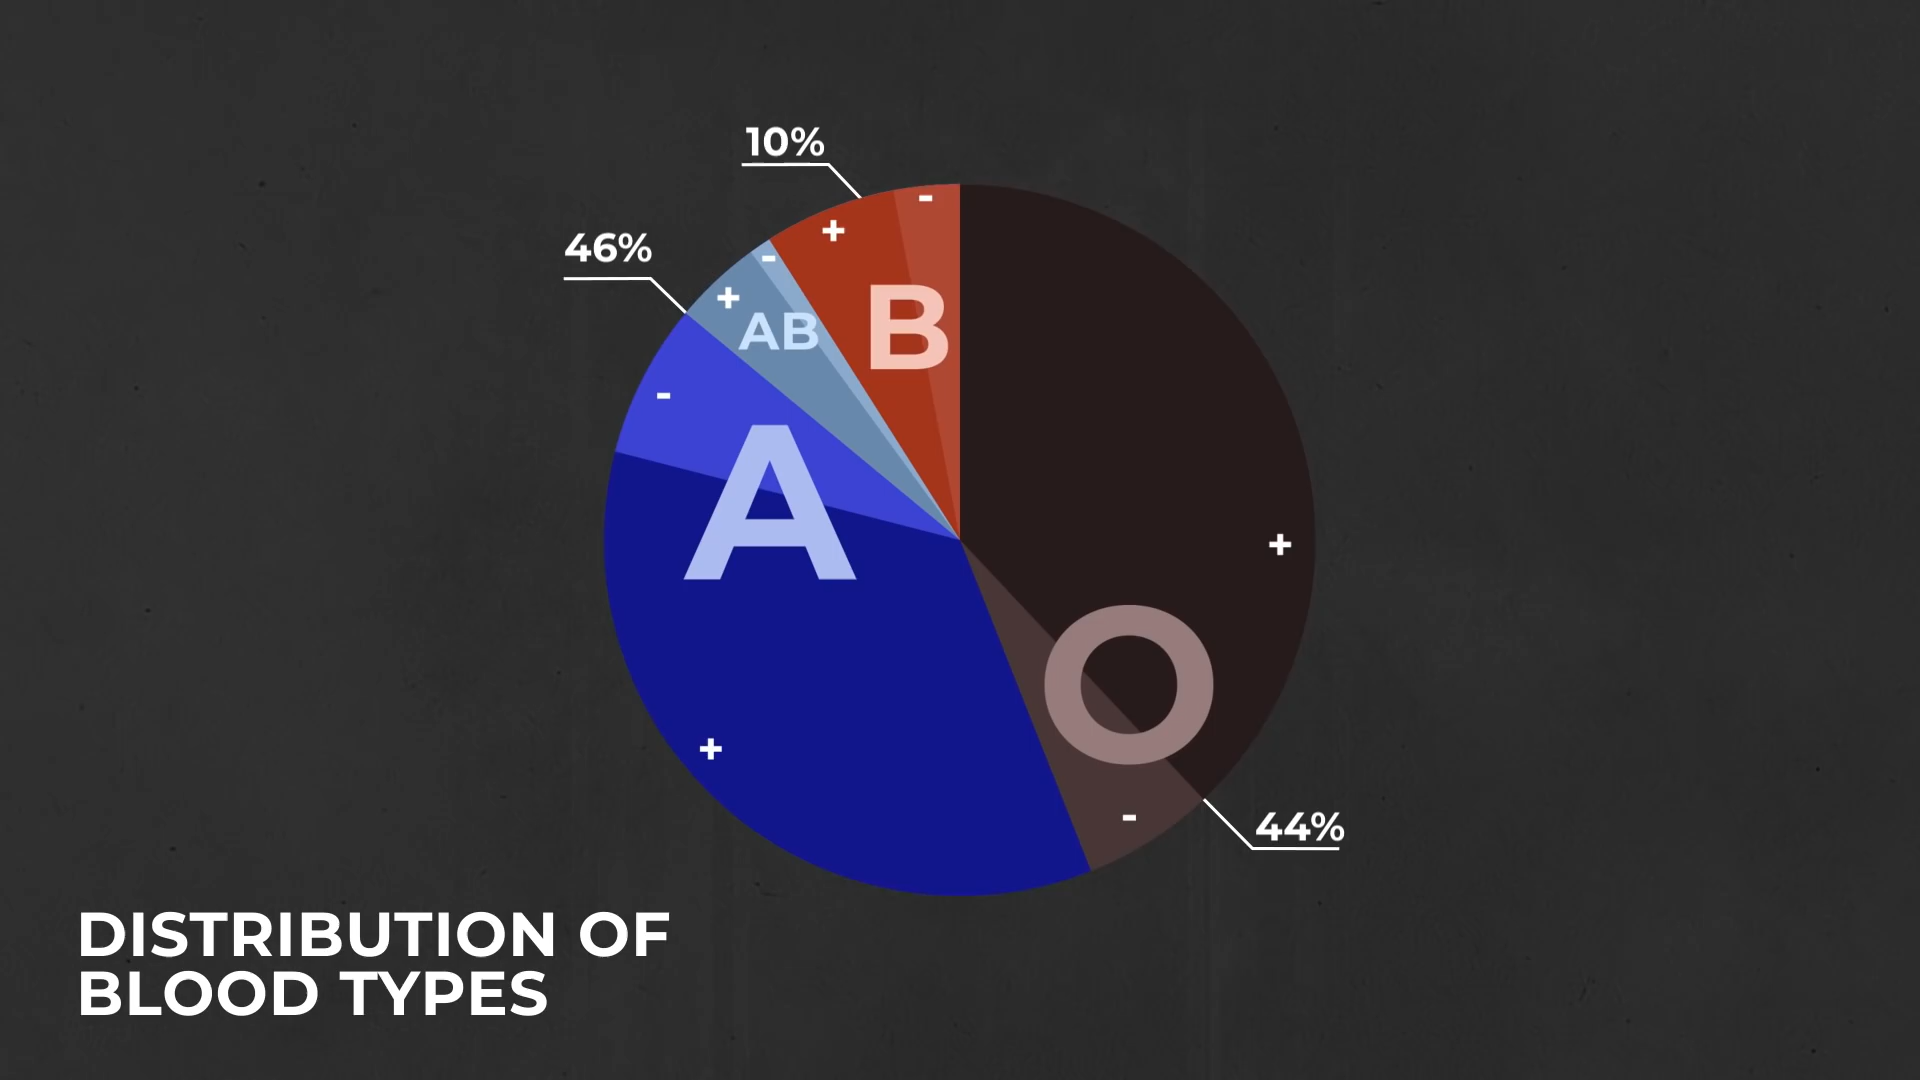 10%
46%
-
+
-
+
AB
B
-
A
+
O
+
-
44%
DISTRIBUTION OF
BLOOD TYPES